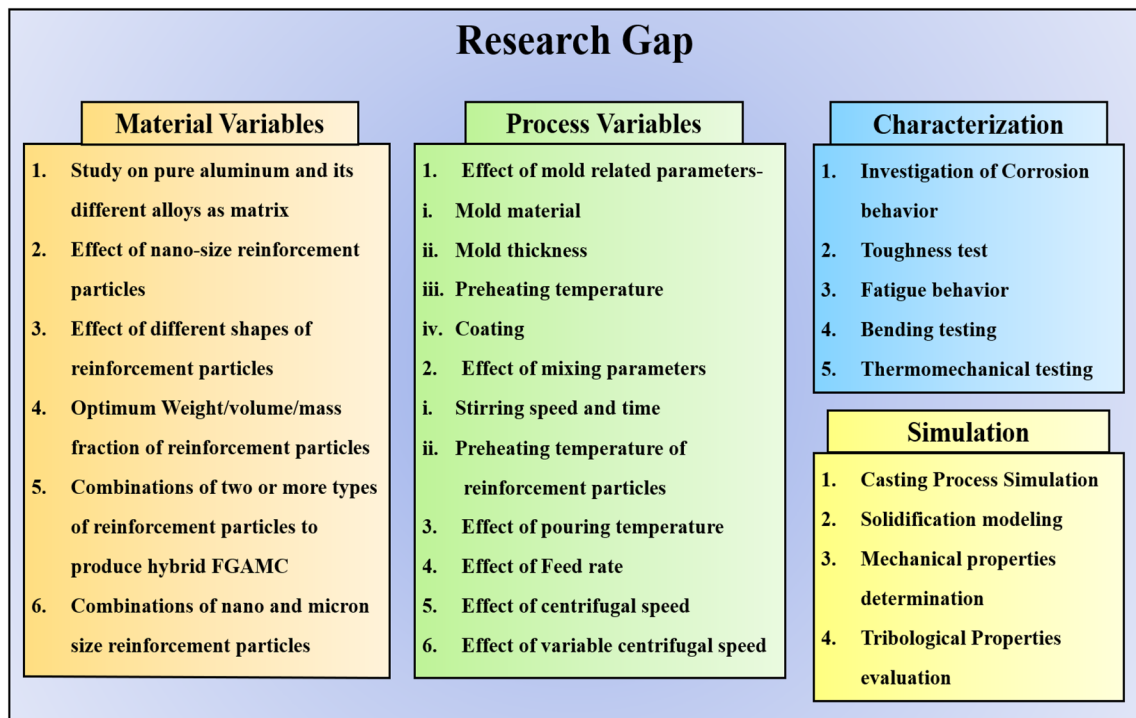 Research Gap
Material Variables
1. Study on pure aluminum and its
different alloys as matrix
2. Effect of nano-size reinforcement
particles
3. Effect of different shapes of
reinforcement particles
4. Optimum Weight/volume/mass
fraction of reinforcement particles
5. Combinations of two or more types
of reinforcement particles to
produce hybrid FGAMC
6. Combinations of nano and micron
size reinforcement particles
Process Variables
1. Effect of mold related parameters-
i. Mold material
ii. Mold thickness
iii. Preheating temperature
iv. Coating
2. Effect of mixing parameters
i. Stirring speed and time
ii. Preheating temperature of
reinforcement particles
3. Effect of pouring temperature
4. Effect of Feed rate
5. Effect of centrifugal speed
6. Effect of variable centrifugal speed
Characterization
1. Investigation of Corrosion
behavior
2. Toughness test
3. Fatigue behavior
4. Bending testing
5. Thermomechanical testing
Simulation
1. Casting Process Simulation
2. Solidification modeling
3. Mechanical properties
determination
4. Tribological Properties
evaluation